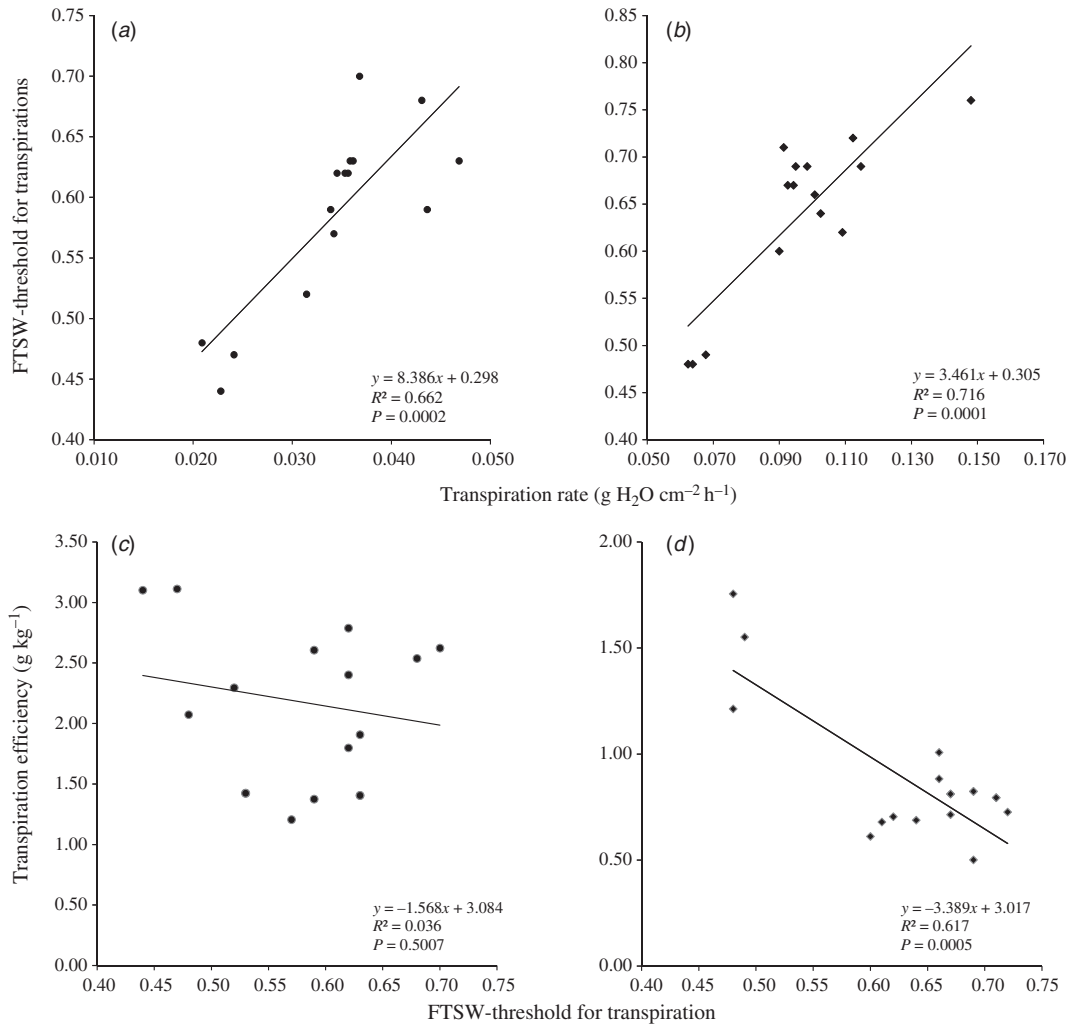 (a)
FTSW-threshold for transpirations
0.75
0.70
0.65
0.60
0.55
0.50
0.45
0.40
0.010 0.020 0.030 0.040 0.050
y = 8.386x + 0.298
R² = 0.662
P = 0.0002
(b)
0.85
0.80
0.75
0.70
0.65
0.60
0.55
0.50
0.45
0.40
0.050 0.070 0.090 0.110 0.130 0.150 0.170
y = 3.461x + 0.305
R² = 0.716
P = 0.0001
Transpiration rate (g H₂O cm⁻² h⁻¹)
(c)
Transpiration efficiency (g kg⁻¹)
3.50
3.00
2.50
2.00
1.50
1.00
0.50
0.00
0.40 0.45 0.50 0.55 0.60 0.65 0.70 0.75
y = –1.568x + 3.084
R² = 0.036
P = 0.5007
(d)
2.00
1.50
1.00
0.50
0.00
0.40 0.45 0.50 0.55 0.60 0.65 0.70 0.75
y = –3.389x + 3.017
R² = 0.617
P = 0.0005
FTSW-threshold for transpiration